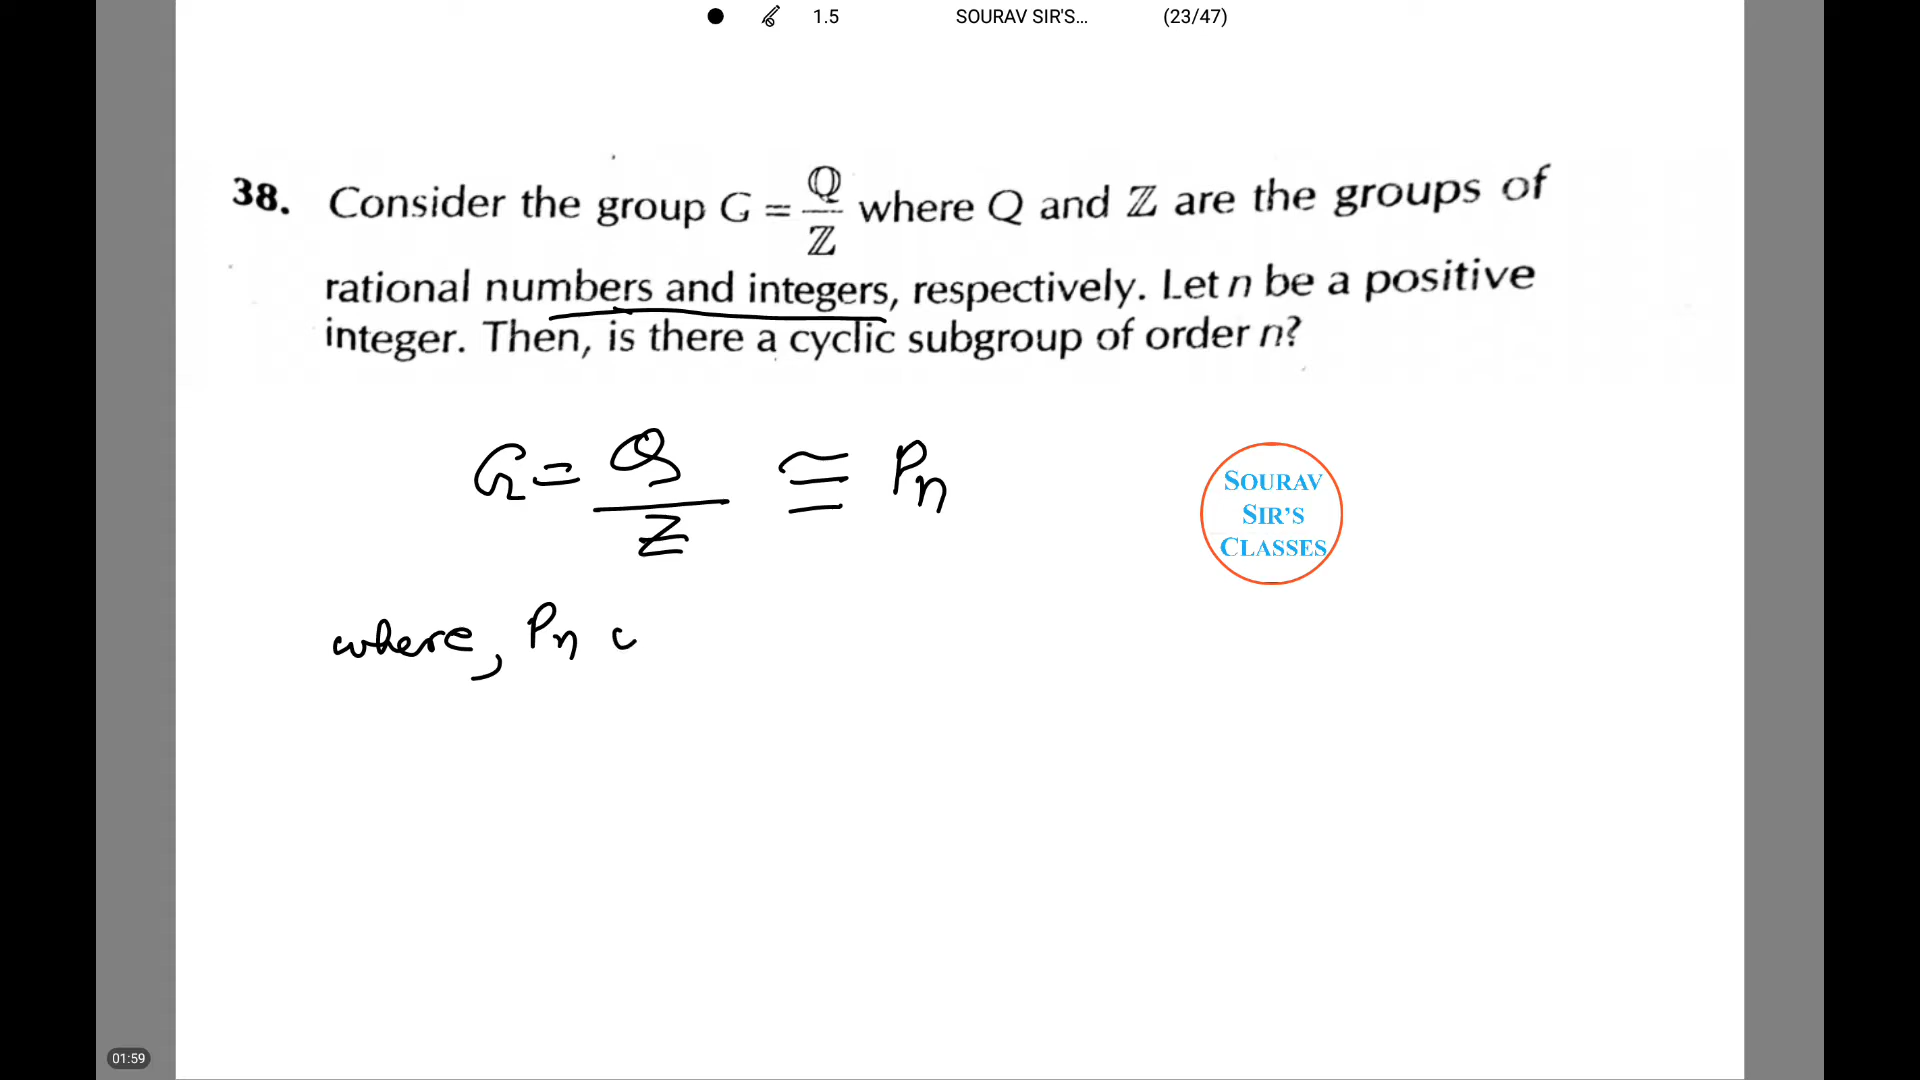 1.5 SOURAV SIR'S... (23/47)
38. Consider the group G = ℚ/ℤ where Q and ℤ are the groups of
rational numbers and integers, respectively. Let n be a positive
integer. Then, is there a cyclic subgroup of order n?
G = Q/Z ≅ Pn
SOURAV
SIR'S
CLASSES
where, Pn
01:59